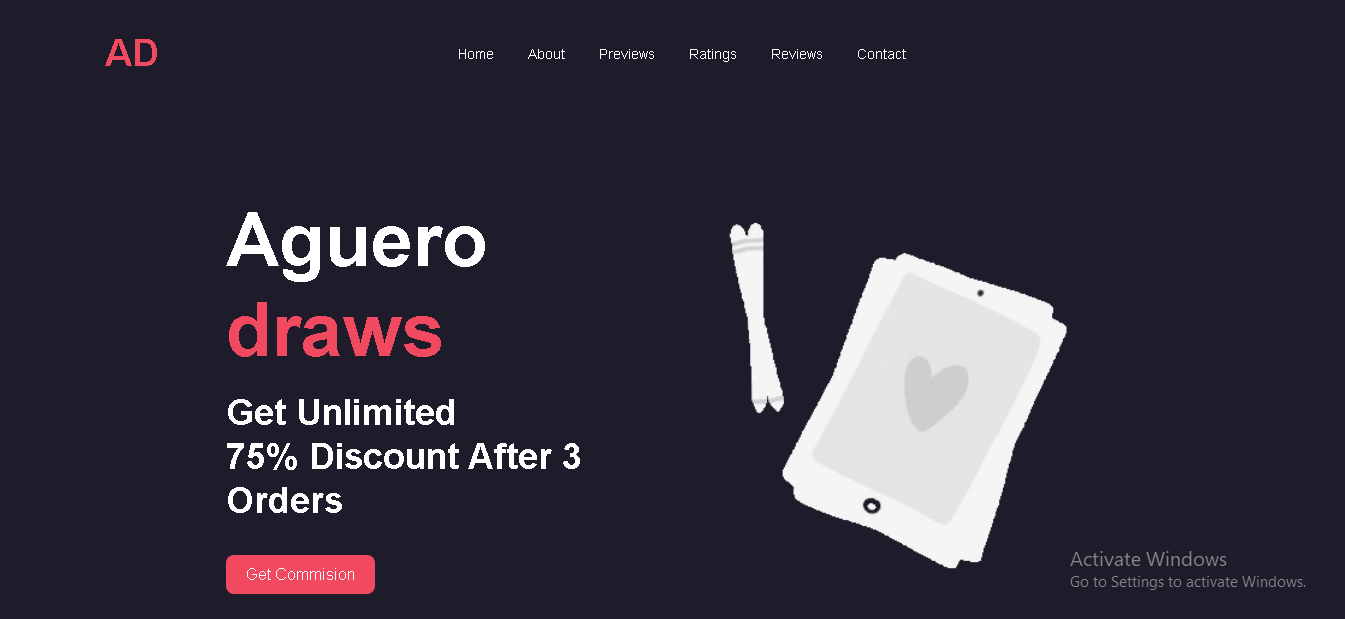 AD
Home About Previews Ratings Reviews Contact
Aguero
draws
Get Unlimited
75% Discount After 3
Orders
Get Commision
Activate Windows
Go to Settings to activate Windows.